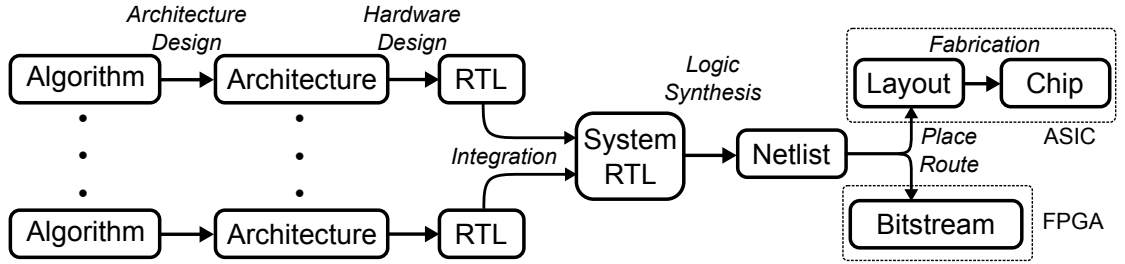 Architecture
Design
Hardware
Design
Algorithm
Architecture
RTL
Integration
Algorithm
Architecture
RTL
System
RTL
Logic
Synthesis
Netlist
Place
Route
Fabrication
Layout
Chip
ASIC
Bitstream
FPGA